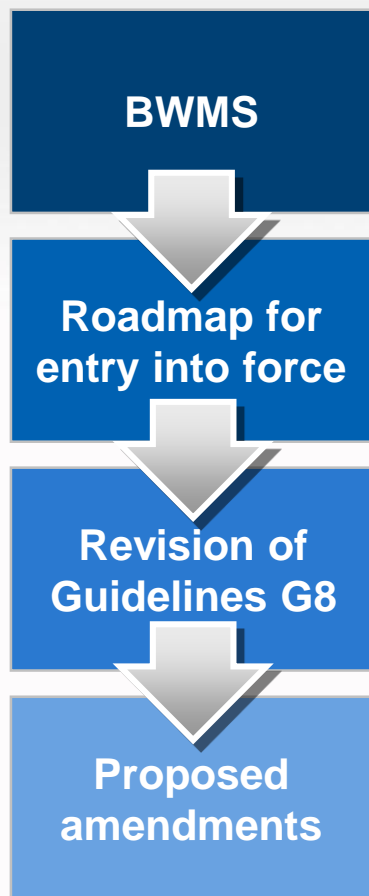 BWMS
Roadmap for
entry into force
Revision of
Guidelines G8
Proposed
amendments